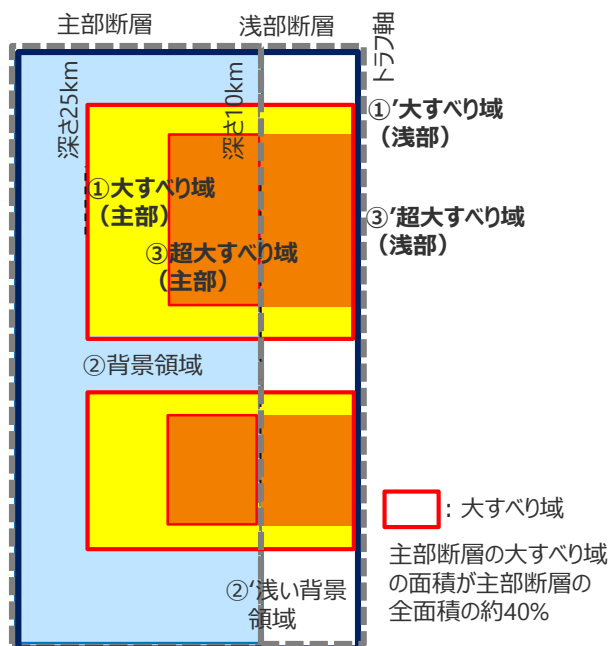 主部断層
浅部断層
トラフ軸
深さ25km
深さ10km
①’大すべり域
（浅部）
①大すべり域
（主部）
③’超大すべり域
（浅部）
③超大すべり域
（主部）
②背景領域
：大すべり域
主部断層の大すべり域
の面積が主部断層の
全面積の約40%
②‘浅い背景
領域